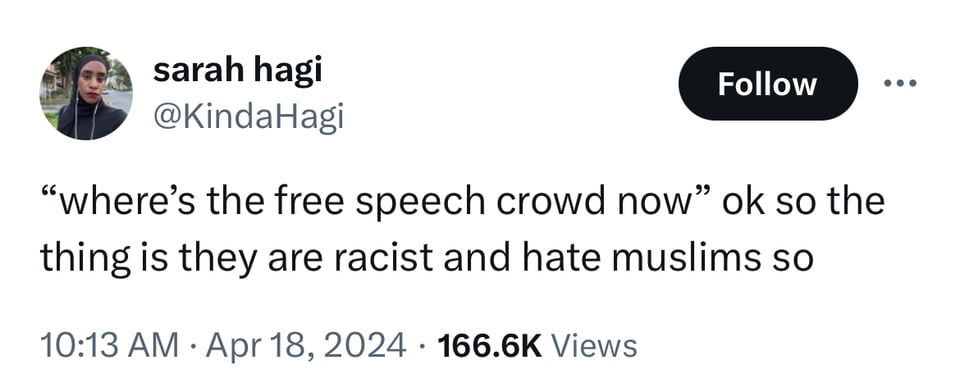 sarah hagi
@KindaHagi
Follow
“where’s the free speech crowd now” ok so the
thing is they are racist and hate muslims so
10:13 AM · Apr 18, 2024 · 166.6K Views